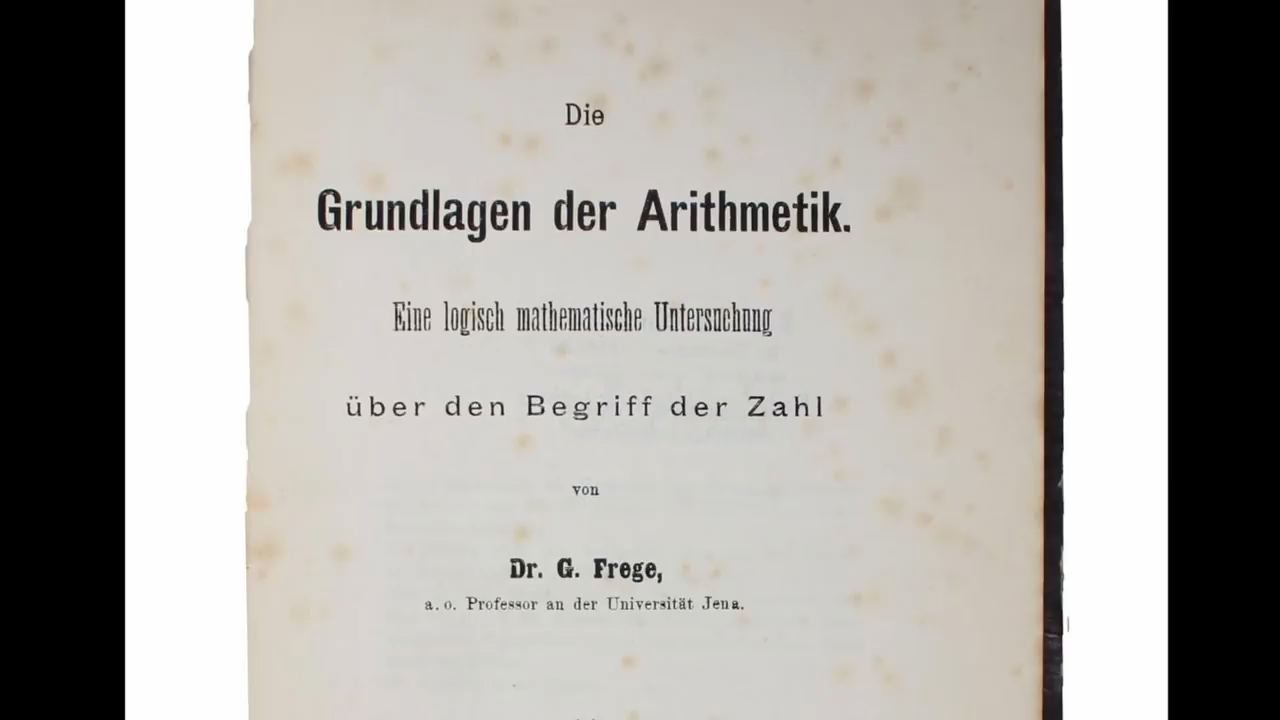 Die
Grundlagen der Arithmetik.
Eine logisch mathematische Untersuchung
über den Begriff der Zahl
von
Dr. G. Frege,
a. o. Professor an der Universität Jena.